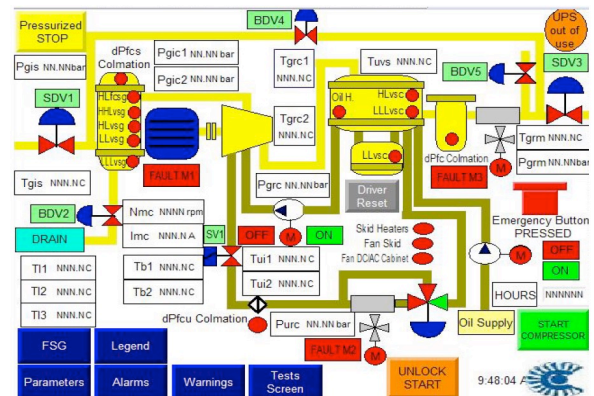 Pressurized
STOP
dPfcs
Colmation
BDV4
UPS
out of
use
Pgic1 NN.NN bar
Pgic2 NN.NN bar
Tgrc1
NNN.NC
Tuvs NNN.NC
BDV5
SDV3
Pgis NN.NNbar
SDV1
HLfcsg
HHLvsg
HLvsg
LLvsg
LLLvsg
Tgrc2
NNN.NC
Oil H.
HLvsc
LLLvsc
LLvsc
dPfc Colmation
FAULT M3
M
Tgrm NNN.NC
Pgrm NN.NNbar
Tgis NNN.NC
FAULT M1
Pgrc NN.NNbar
Driver
Reset
BDV2
DRAIN
Nmc NNNN rpm
Imc NN.N A
SV1
OFF
M
ON
Skid Heaters
Fan Skid
Fan DC/AC Cabinet
Emergency Button
PRESSED
M
OFF
ON
Tl1 NNN.NC
Tl2 NNN.NC
Tl3 NNN.NC
Tb1 NNN.NC
Tb2 NNN.NC
Tui1 NNN.NC
Tui2 NNN.NC
HOURS NNNNNN
dPfcu Colmation
Purc NN.NN bar
Oil Supply
START
COMPRESSOR
FAULT M2
M
FSG
Legend
Parameters
Alarms
Warnings
Tests
Screen
UNLOCK
START
9:48:04 A